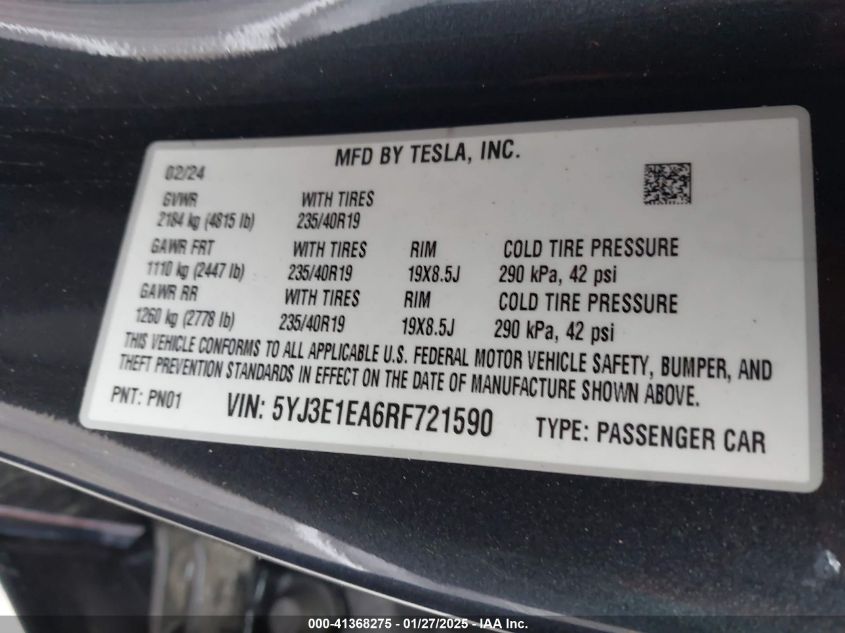 MFD BY TESLA, INC.
02/24
GVWR WITH TIRES
2184 kg (4815 lb) 235/40R19
GAWR FRT WITH TIRES RIM COLD TIRE PRESSURE
1110 kg (2447 lb) 235/40R19 19X8.5J 290 kPa, 42 psi
GAWR RR WITH TIRES RIM COLD TIRE PRESSURE
1260 kg (2778 lb) 235/40R19 19X8.5J 290 kPa, 42 psi
THIS VEHICLE CONFORMS TO ALL APPLICABLE U.S. FEDERAL MOTOR VEHICLE SAFETY, BUMPER, AND
THEFT PREVENTION STANDARDS IN EFFECT ON THE DATE OF MANUFACTURE SHOWN ABOVE.
PNT: PN01 VIN: 5YJ3E1EA6RF721590 TYPE: PASSENGER CAR
000-41368275 - 01/27/2025 - IAA Inc.